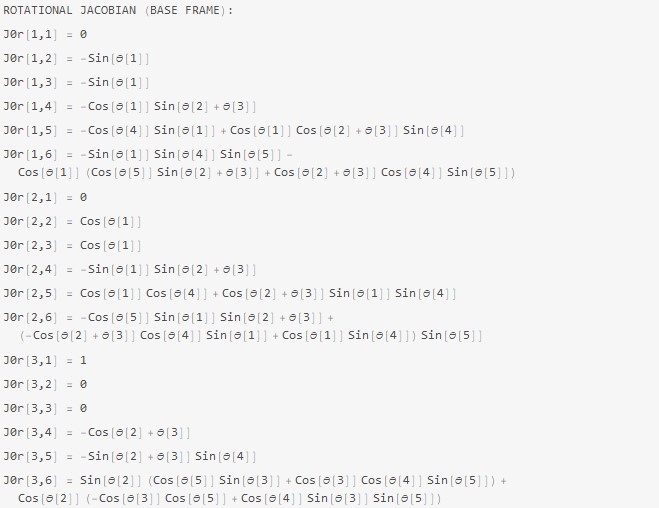 ROTATIONAL JACOBIAN (BASE FRAME):
J0r[1,1] = 0
J0r[1,2] = -Sin[θ[1]]
J0r[1,3] = -Sin[θ[1]]
J0r[1,4] = -Cos[θ[1]] Sin[θ[2] +θ[3]]
J0r[1,5] = -Cos[θ[4]] Sin[θ[1]] + Cos[θ[1]] Cos[θ[2] +θ[3]] Sin[θ[4]]
J0r[1,6] = -Sin[θ[1]] Sin[θ[4]] Sin[θ[5]] -
Cos[θ[1]] (Cos[θ[5]] Sin[θ[2] +θ[3]] + Cos[θ[2] +θ[3]] Cos[θ[4]] Sin[θ[5]])
J0r[2,1] = 0
J0r[2,2] = Cos[θ[1]]
J0r[2,3] = Cos[θ[1]]
J0r[2,4] = -Sin[θ[1]] Sin[θ[2] +θ[3]]
J0r[2,5] = Cos[θ[1]] Cos[θ[4]] + Cos[θ[2] +θ[3]] Sin[θ[1]] Sin[θ[4]]
J0r[2,6] = -Cos[θ[5]] Sin[θ[1]] Sin[θ[2] +θ[3]] +
(-Cos[θ[2] +θ[3]] Cos[θ[4]] Sin[θ[1]] + Cos[θ[1]] Sin[θ[4]]) Sin[θ[5]]
J0r[3,1] = 1
J0r[3,2] = 0
J0r[3,3] = 0
J0r[3,4] = -Cos[θ[2] +θ[3]]
J0r[3,5] = -Sin[θ[2] +θ[3]] Sin[θ[4]]
J0r[3,6] = Sin[θ[2]] (Cos[θ[5]] Sin[θ[3]] + Cos[θ[3]] Cos[θ[4]] Sin[θ[5]]) +
Cos[θ[2]] (-Cos[θ[3]] Cos[θ[5]] + Cos[θ[4]] Sin[θ[3]] Sin[θ[5]])